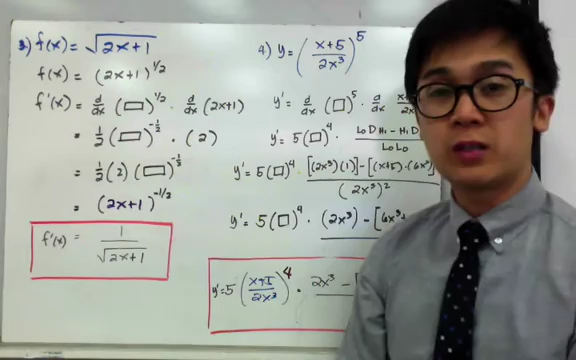 3) f(x) = √(2x+1)
f(x) = (2x+1)^1/2
f'(x) = d/dx (□)^1/2 · d/dx (2x+1)
= 1/2 (□)^-1/2 · (2)
= 1/2 (2) (□)^-1/2
= (2x+1)^-1/2
f'(x) = 1/√(2x+1)
4) y = ((x+5)/(2x³))^5
y' = d/dx (□)^5 · d/dx
y' = 5(□)^4 · (LoDHi - HiD)/(LoLo)
y' = 5(□)^4 · ([(2x³)(1)] - [(x+5)·(6x²)])/((2x³)²)
y' = 5(□)^4 · (2x³) - [6x³+
y' = 5((x+5)/(2x³))^4 · 2x³ - [